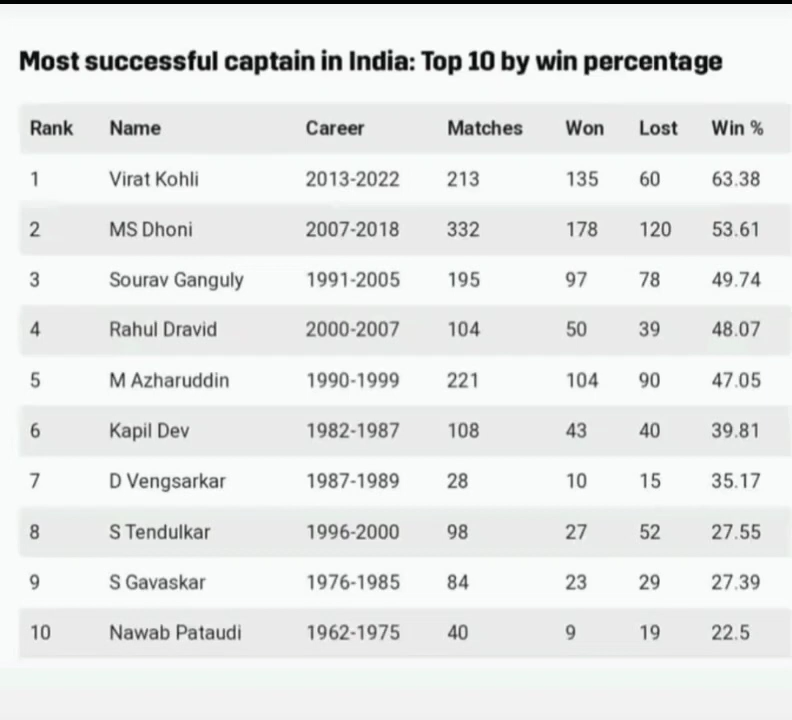 Most successful captain in India: Top 10 by win percentage
Rank Name Career Matches Won Lost Win %
1 Virat Kohli 2013-2022 213 135 60 63.38
2 MS Dhoni 2007-2018 332 178 120 53.61
3 Sourav Ganguly 1991-2005 195 97 78 49.74
4 Rahul Dravid 2000-2007 104 50 39 48.07
5 M Azharuddin 1990-1999 221 104 90 47.05
6 Kapil Dev 1982-1987 108 43 40 39.81
7 D Vengsarkar 1987-1989 28 10 15 35.17
8 S Tendulkar 1996-2000 98 27 52 27.55
9 S Gavaskar 1976-1985 84 23 29 27.39
10 Nawab Pataudi 1962-1975 40 9 19 22.5